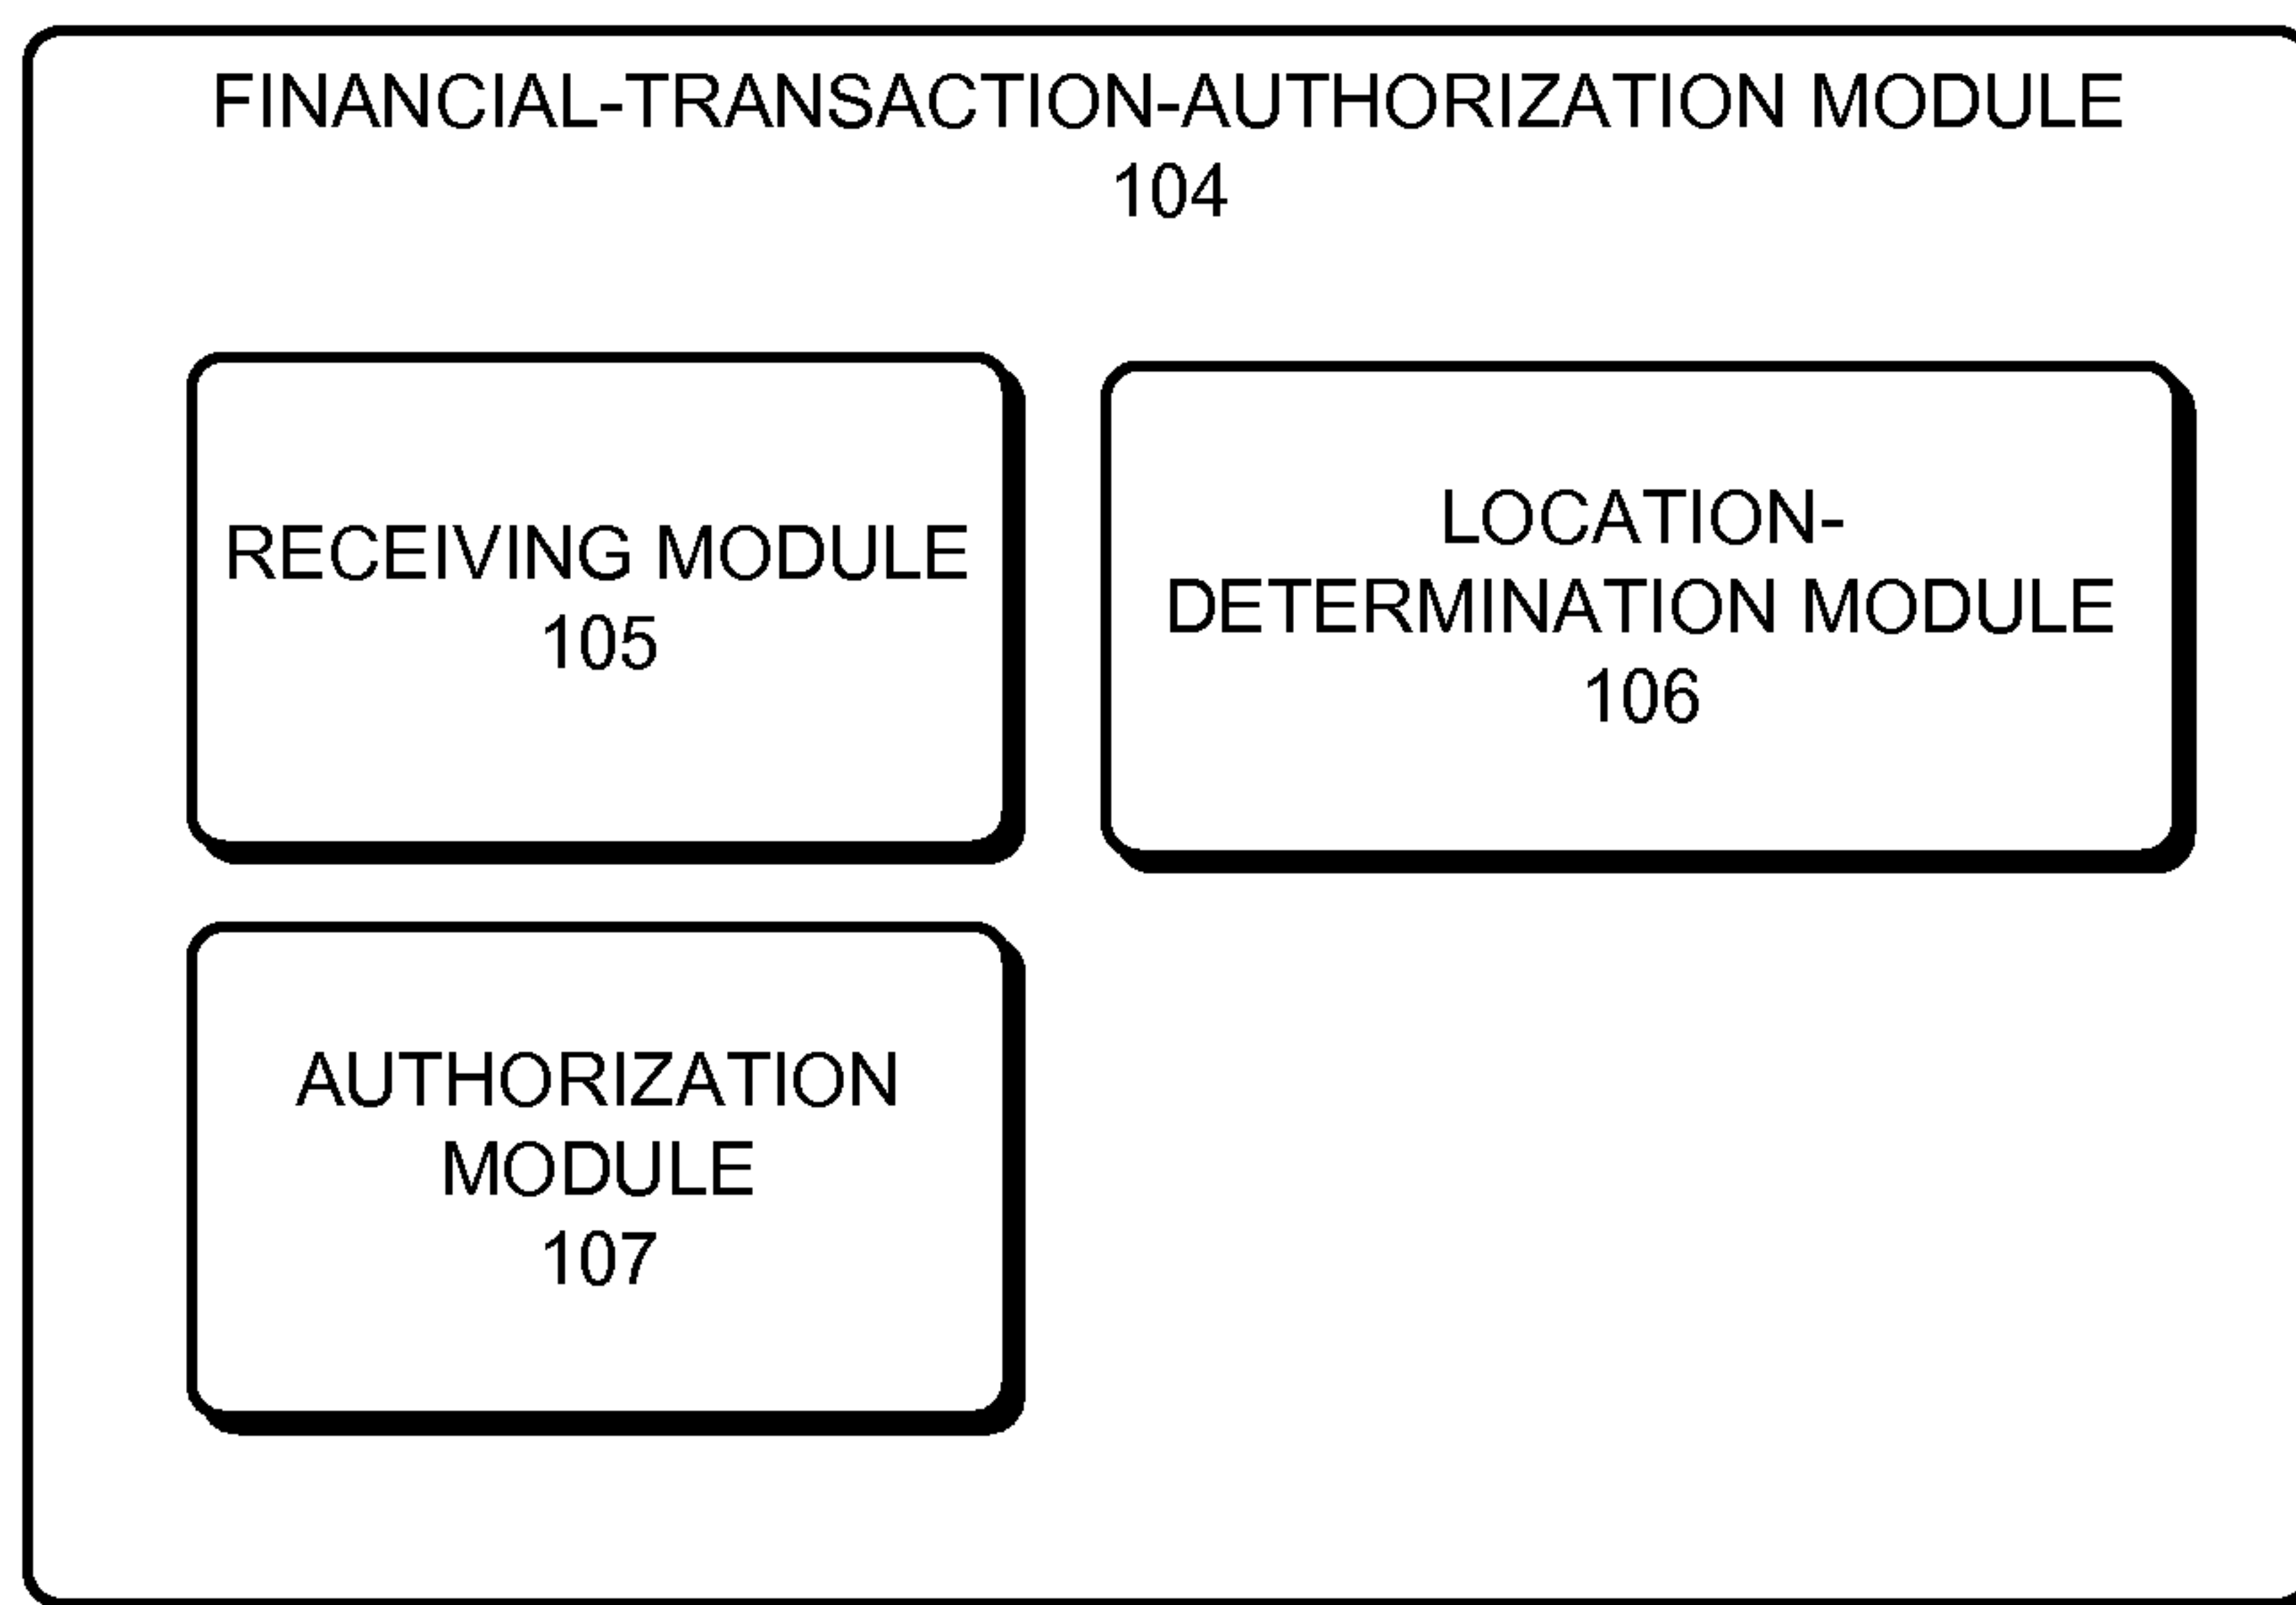 FINANCIAL-TRANSACTION-AUTHORIZATION MODULE
104
RECEIVING MODULE
105
LOCATION-
DETERMINATION MODULE
106
AUTHORIZATION
MODULE
107